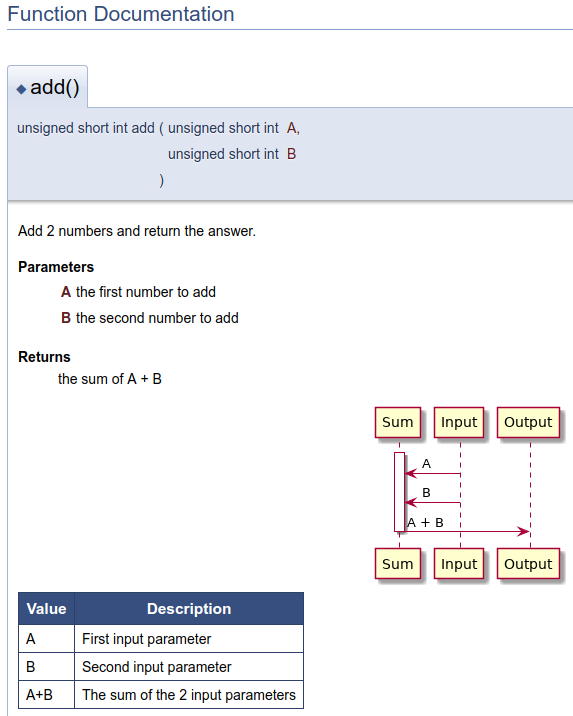 Function Documentation
◆ add()
unsigned short int add ( unsigned short int A,
unsigned short int B
)
Add 2 numbers and return the answer.
Parameters
A the first number to add
B the second number to add
Returns
the sum of A + B
Sum Input Output
A
B
A + B
Sum Input Output
Value Description
A First input parameter
B Second input parameter
A+B The sum of the 2 input parameters